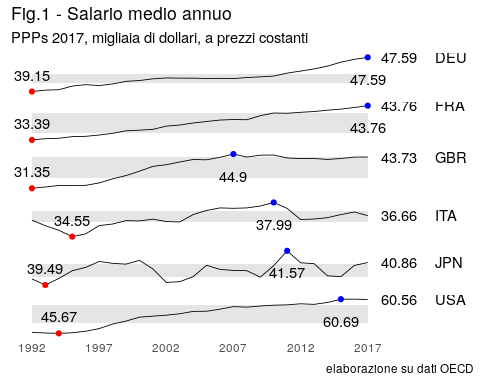 Fig.1 - Salario medio annuo
PPPs 2017, migliaia di dollari, a prezzi costanti
39.15 47.59 47.59 DEU
33.39 43.76 43.76 FRA
31.35 44.9 43.73 GBR
34.55 37.99 36.66 ITA
39.49 41.57 40.86 JPN
45.67 60.69 60.56 USA
1992 1997 2002 2007 2012 2017
elaborazione su dati OECD